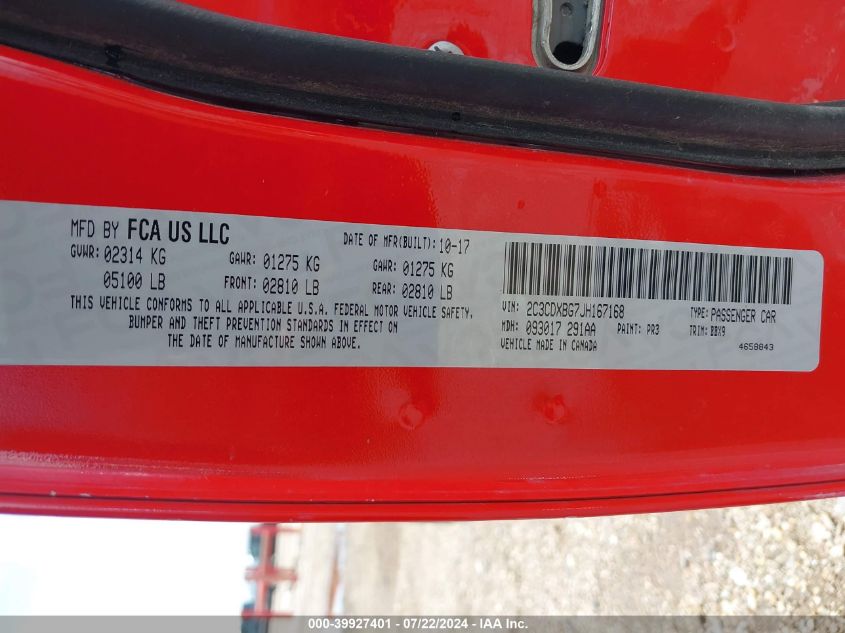 MFD BY FCA US LLC
DATE OF MFR(BUILT): 10-17
GVWR: 02314 KG
05100 LB
GAWR: 01275 KG
FRONT: 02810 LB
GAWR: 01275 KG
REAR: 02810 LB
THIS VEHICLE CONFORMS TO ALL APPLICABLE U.S.A. FEDERAL MOTOR VEHICLE SAFETY,
BUMPER AND THEFT PREVENTION STANDARDS IN EFFECT ON
THE DATE OF MANUFACTURE SHOWN ABOVE.
VIN: 2C3CDXBG7JH167168
TYPE: PASSENGER CAR
MDH: 093017 291AA
PAINT: PR3
TRIM: BBX9
VEHICLE MADE IN CANADA
4658843
000-39927401 - 07/22/2024 - IAA Inc.